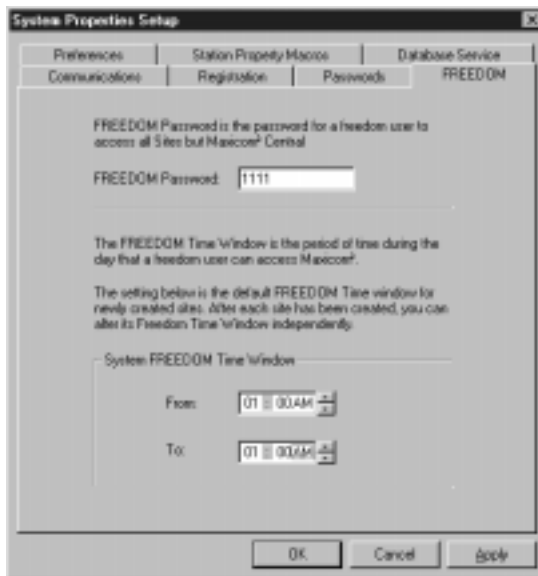 System Properties Setup
Preferences Station Property Macros Database Service
Communications Registration Passwords FREEDOM
FREEDOM Password is the password for a freedom user to
access all Sites but Maxicom² Central
FREEDOM Password: 1111
The FREEDOM Time Window is the period of time during the
day that a freedom user can access Maxicom².
The setting below is the default FREEDOM Time window for
newly created sites. After each site has been created, you can
alter its Freedom Time Window independently.
System FREEDOM Time Window
From: 01 : 00 AM
To: 01 : 00 AM
OK Cancel Apply